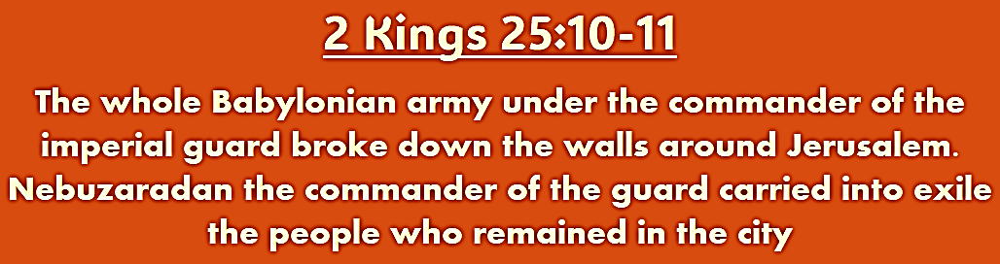 2 Kings 25:10-11
The whole Babylonian army under the commander of the
imperial guard broke down the walls around Jerusalem.
Nebuzaradan the commander of the guard carried into exile
the people who remained in the city